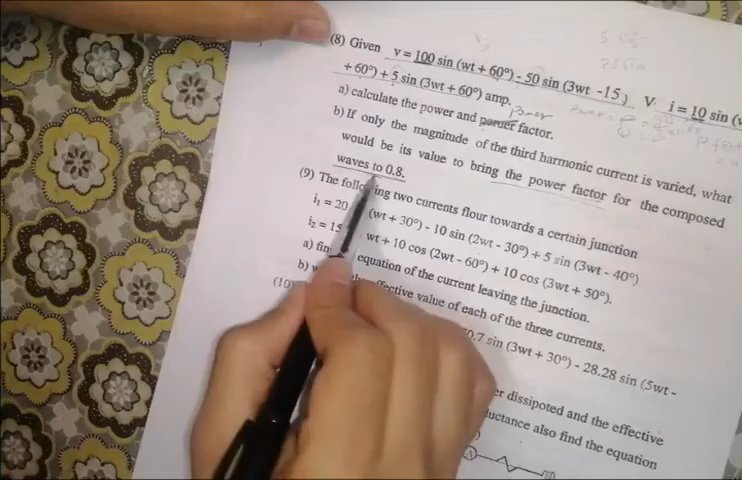 (8) Given v = 100 sin (wt + 60°) - 50 sin (3wt - 15) V i = 10 sin (
+ 60°) + 5 sin (3wt + 60°) amp.
a) calculate the power and factor.
Power
b) If only the magnitude of the third harmonic current is varied, what
would be its value to bring the power factor for the composed
waves to 0.8.
(9) The following two currents flour towards a certain junction
i₁ = 20 (wt + 30°) - 10 sin (2wt - 30°) + 5 sin (3wt - 40°)
i₂ = 15 wt + 10 cos (2wt - 60°) + 10 cos (3wt + 50°).
a) fin equation of the current leaving the junction.
b) effective value of each of the three currents.
(10
0.7 sin (3wt + 30°) - 28.28 sin (5wt -
er dissipoted and the effective
uctance also find the equation